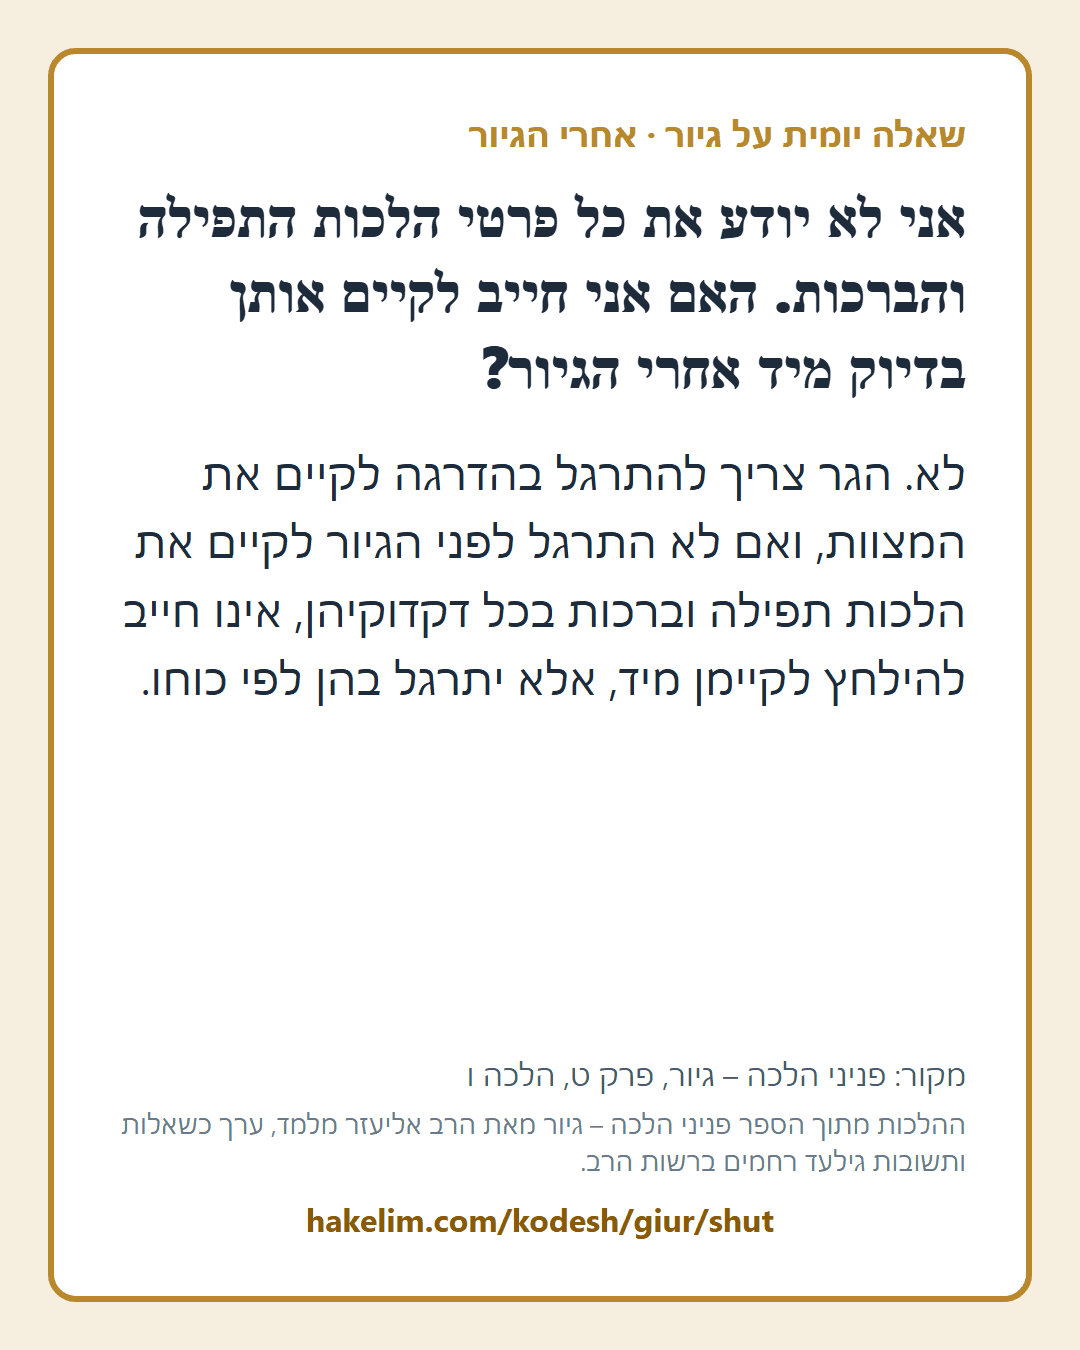 שאלה יומית על גיור · אחרי הגיור
אני לא יודע את כל פרטי הלכות התפילה
והברכות. האם אני חייב לקיים אותן
בדיוק מיד אחרי הגיור?
לא. הגר צריך להתרגל בהדרגה לקיים את
המצוות, ואם לא התרגל לפני הגיור לקיים את
הלכות תפילה וברכות בכל דקדוקיהן, אינו חייב
להילחץ לקיימן מיד, אלא יתרגל בהן לפי כוחו.
מקור: פניני הלכה – גיור, פרק ט, הלכה ו
ההלכות מתוך הספר פניני הלכה – גיור מאת הרב אליעזר מלמד, ערך כשאלות
ותשובות גילעד רחמים ברשות הרב.
hakelim.com/kodesh/giur/shut